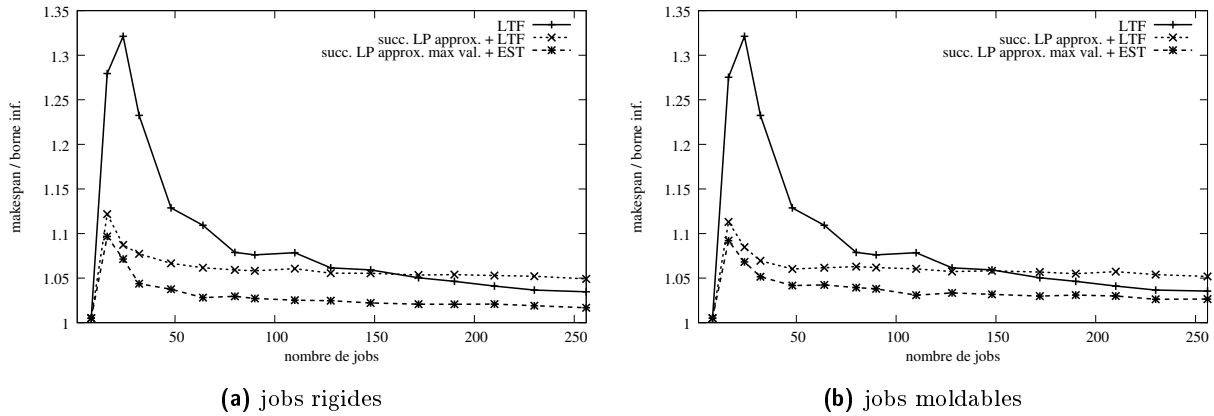 1.35
1.3
1.25
1.2
1.15
1.1
1.05
1
makespan / borne inf.
50
100
150
200
250
nombre de jobs
LTF
succ. LP approx. + LTF
succ. LP approx. max val. + EST
(a) jobs rigides
1.35
1.3
1.25
1.2
1.15
1.1
1.05
1
makespan / borne inf.
50
100
150
200
250
nombre de jobs
LTF
succ. LP approx. + LTF
succ. LP approx. max val. + EST
(b) jobs moldables